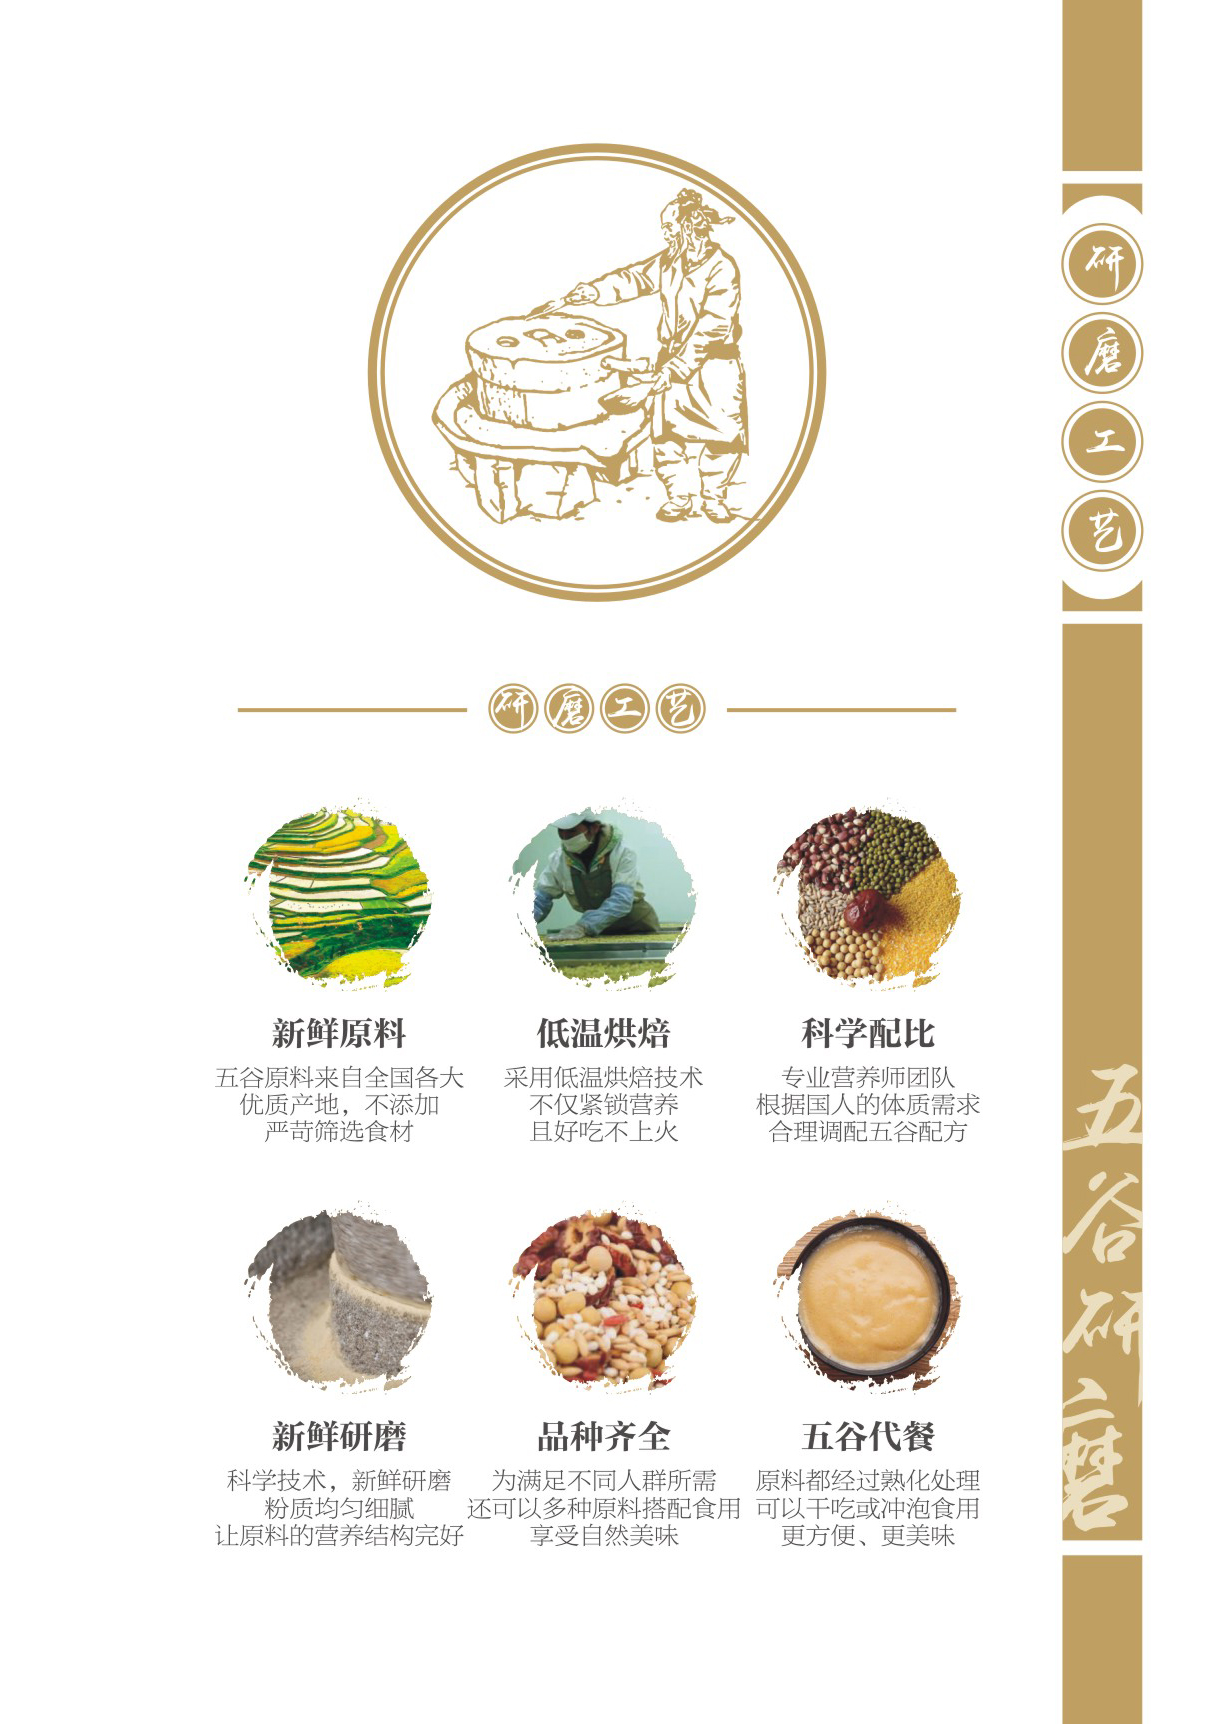 研磨工艺
研磨工艺
新鲜原料
五谷原料来自全国各大
优质产地，不添加
严苛筛选食材
低温烘焙
采用低温烘焙技术
不仅紧锁营养
且好吃不上火
科学配比
专业营养师团队
根据国人的体质需求
合理调配五谷配方
新鲜研磨
科学技术，新鲜研磨
粉质均匀细腻
让原料的营养结构完好
品种齐全
为满足不同人群所需
还可以多种原料搭配食用
享受自然美味
五谷代餐
原料都经过熟化处理
可以干吃或冲泡食用
更方便、更美味
五谷研磨